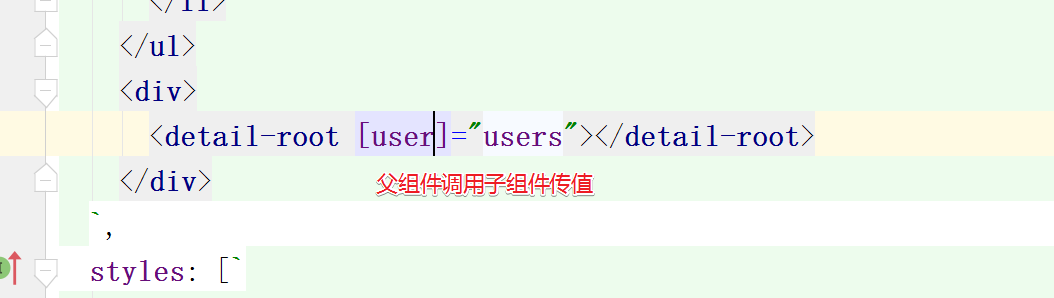 </li>
</ul>
<div>
<detail-root [user]="users"></detail-root>
</div>
父组件调用子组件传值
`,
styles: [`